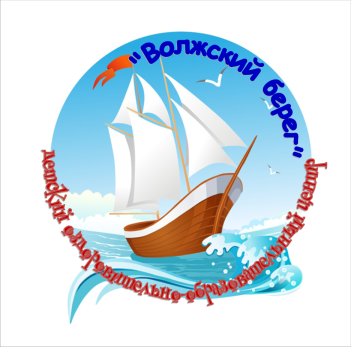 "Волжский берег"
детский оздоровительно образовательный центр